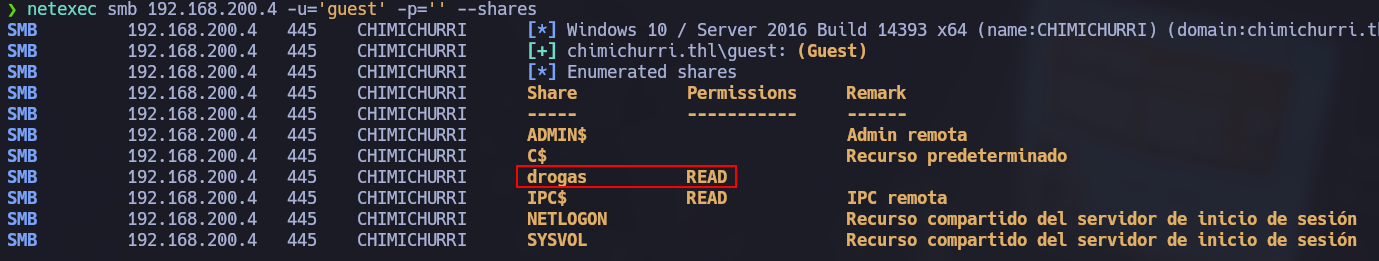 ❯ netexec smb 192.168.200.4 -u='guest' -p='' --shares
SMB 192.168.200.4 445 CHIMICHURRI [*] Windows 10 / Server 2016 Build 14393 x64 (name:CHIMICHURRI) (domain:chimichurri.th
SMB 192.168.200.4 445 CHIMICHURRI [+] chimichurri.thl\guest: (Guest)
SMB 192.168.200.4 445 CHIMICHURRI [*] Enumerated shares
SMB 192.168.200.4 445 CHIMICHURRI Share Permissions Remark
SMB 192.168.200.4 445 CHIMICHURRI ----- ----------- ------
SMB 192.168.200.4 445 CHIMICHURRI ADMIN$ Admin remota
SMB 192.168.200.4 445 CHIMICHURRI C$ Recurso predeterminado
SMB 192.168.200.4 445 CHIMICHURRI drogas READ
SMB 192.168.200.4 445 CHIMICHURRI IPC$ READ IPC remota
SMB 192.168.200.4 445 CHIMICHURRI NETLOGON Recurso compartido del servidor de inicio de sesión
SMB 192.168.200.4 445 CHIMICHURRI SYSVOL Recurso compartido del servidor de inicio de sesión